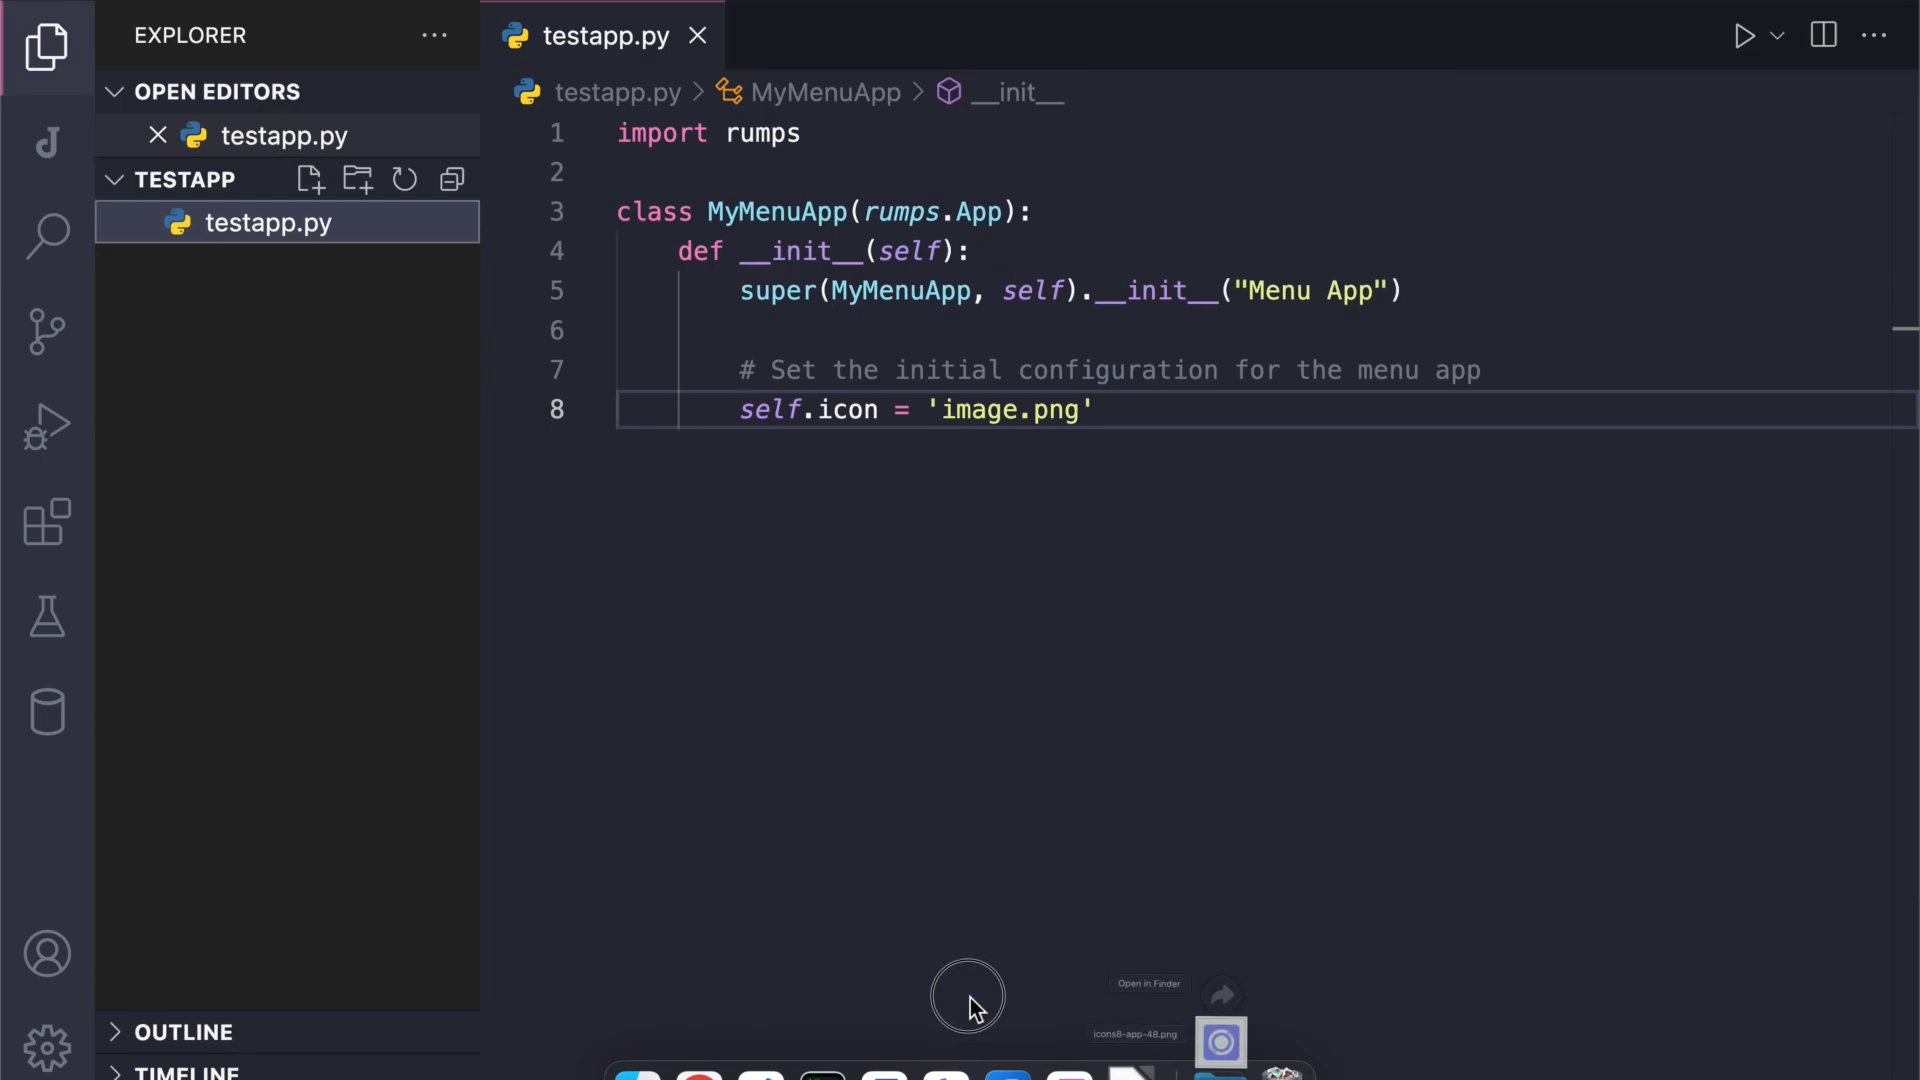 EXPLORER
OPEN EDITORS
testapp.py
TESTAPP
testapp.py
OUTLINE
TIMELINE
testapp.py
testapp.py > MyMenuApp > __init__
1 import rumps
2
3 class MyMenuApp(rumps.App):
4 def __init__(self):
5 super(MyMenuApp, self).__init__("Menu App")
6
7 # Set the initial configuration for the menu app
8 self.icon = 'image.png'
Open in Finder
icons8-app-48.png